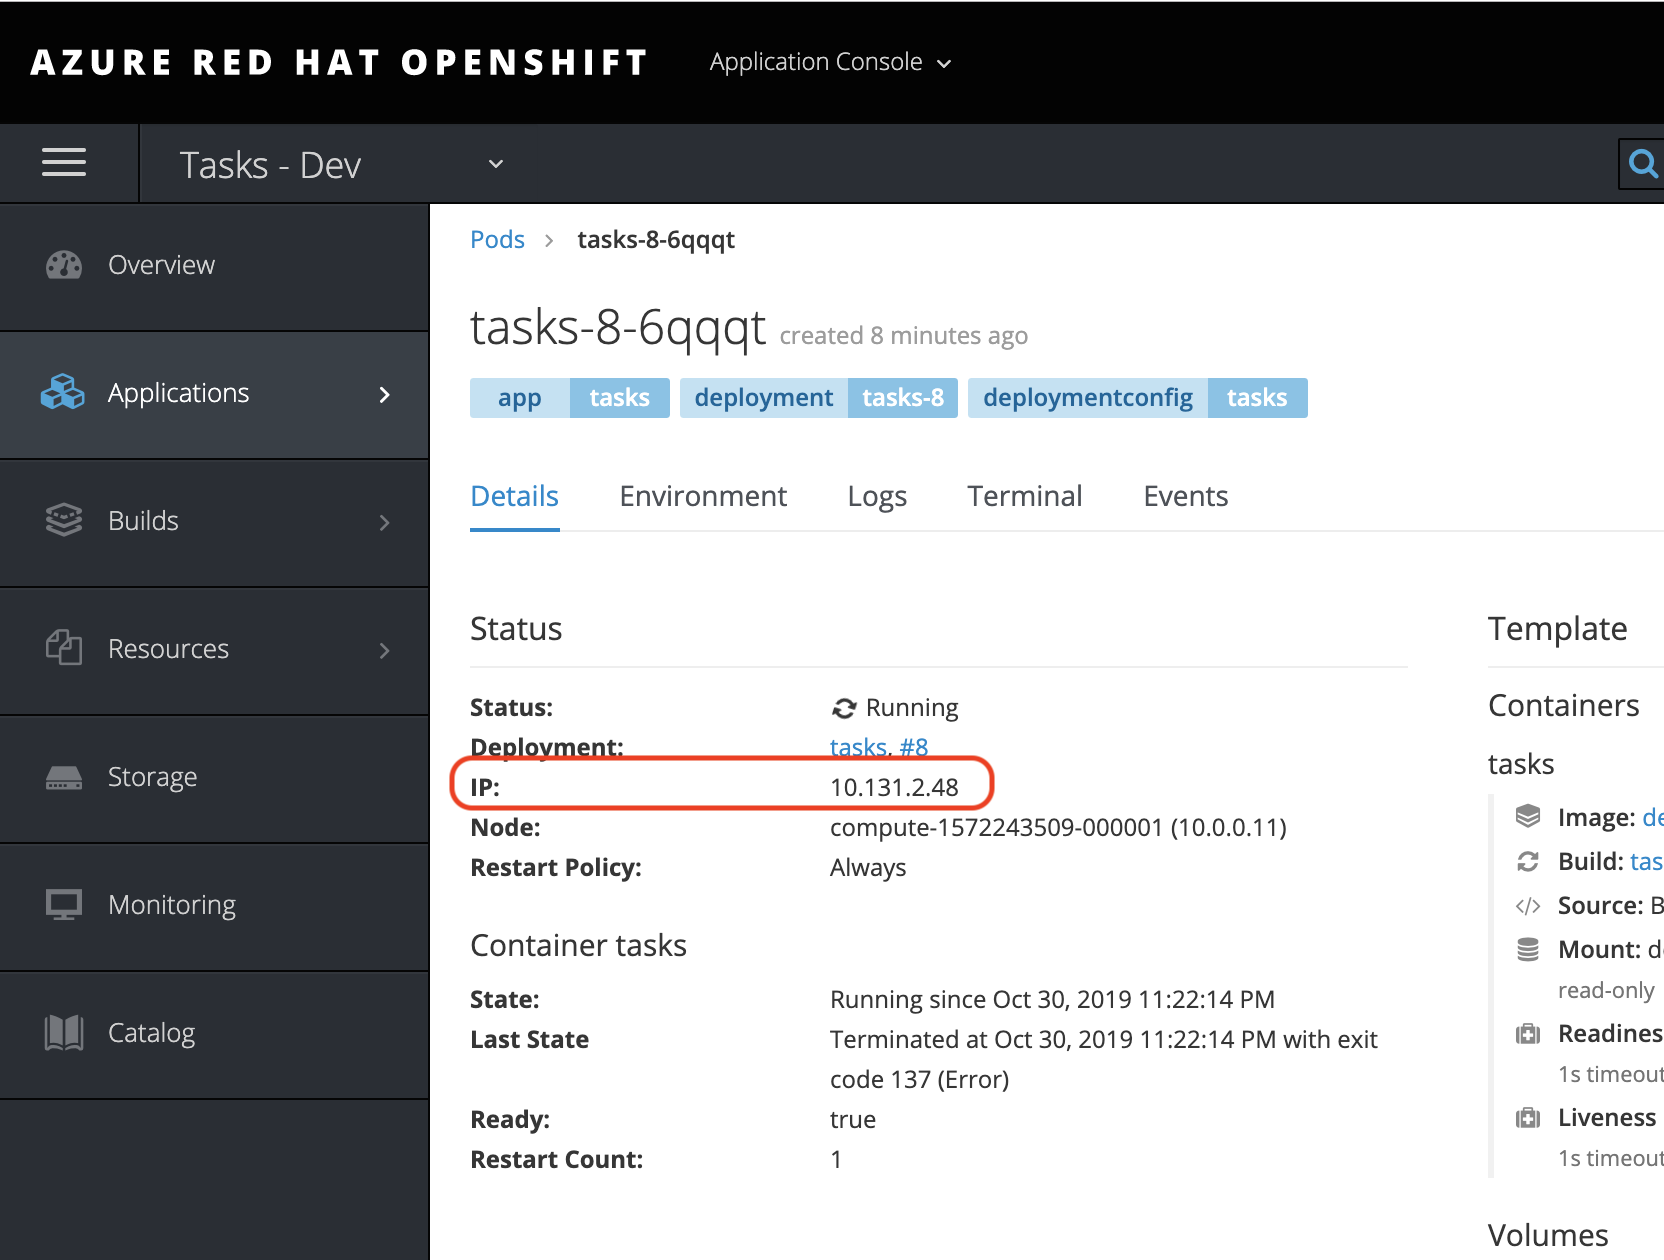 AZURE RED HAT OPENSHIFT Application Console
Tasks - Dev
Overview
Applications
Builds
Resources
Storage
Monitoring
Catalog
Pods > tasks-8-6qqqt
tasks-8-6qqqt created 8 minutes ago
app tasks deployment tasks-8 deploymentconfig tasks
Details Environment Logs Terminal Events
Status
Status: Running
Deployment: tasks, #8
IP: 10.131.2.48
Node: compute-1572243509-000001 (10.0.0.11)
Restart Policy: Always
Container tasks
State: Running since Oct 30, 2019 11:22:14 PM
Last State Terminated at Oct 30, 2019 11:22:14 PM with exit
code 137 (Error)
Ready: true
Restart Count: 1
Template
Containers
tasks
Image: de
Build: tas
Source: B
Mount: d
read-only
Readines
1s timeout
Liveness
1s timeout
Volumes